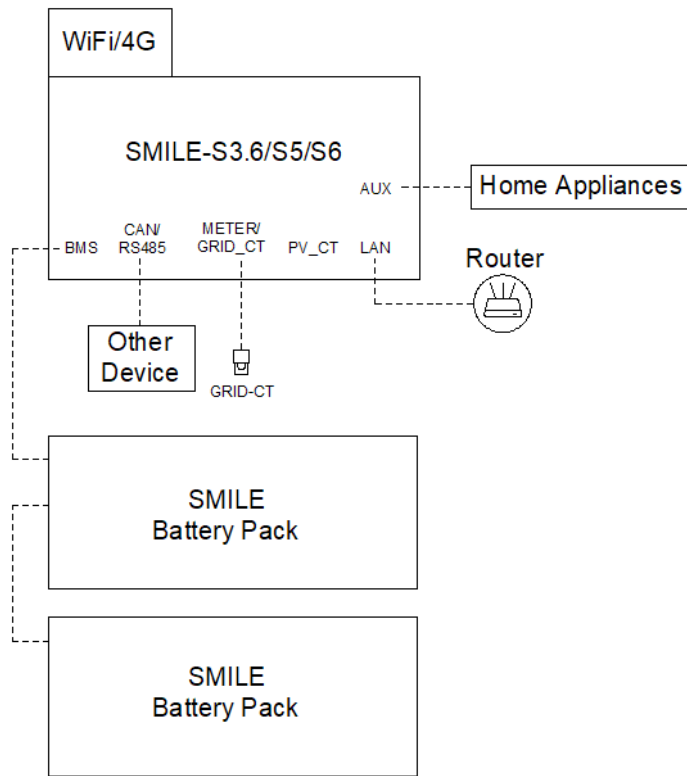 WiFi/4G
SMILE-S3.6/S5/S6
AUX
Home Appliances
BMS
CAN/
RS485
METER/
GRID_CT
PV_CT
LAN
Router
Other
Device
GRID-CT
SMILE
Battery Pack
SMILE
Battery Pack